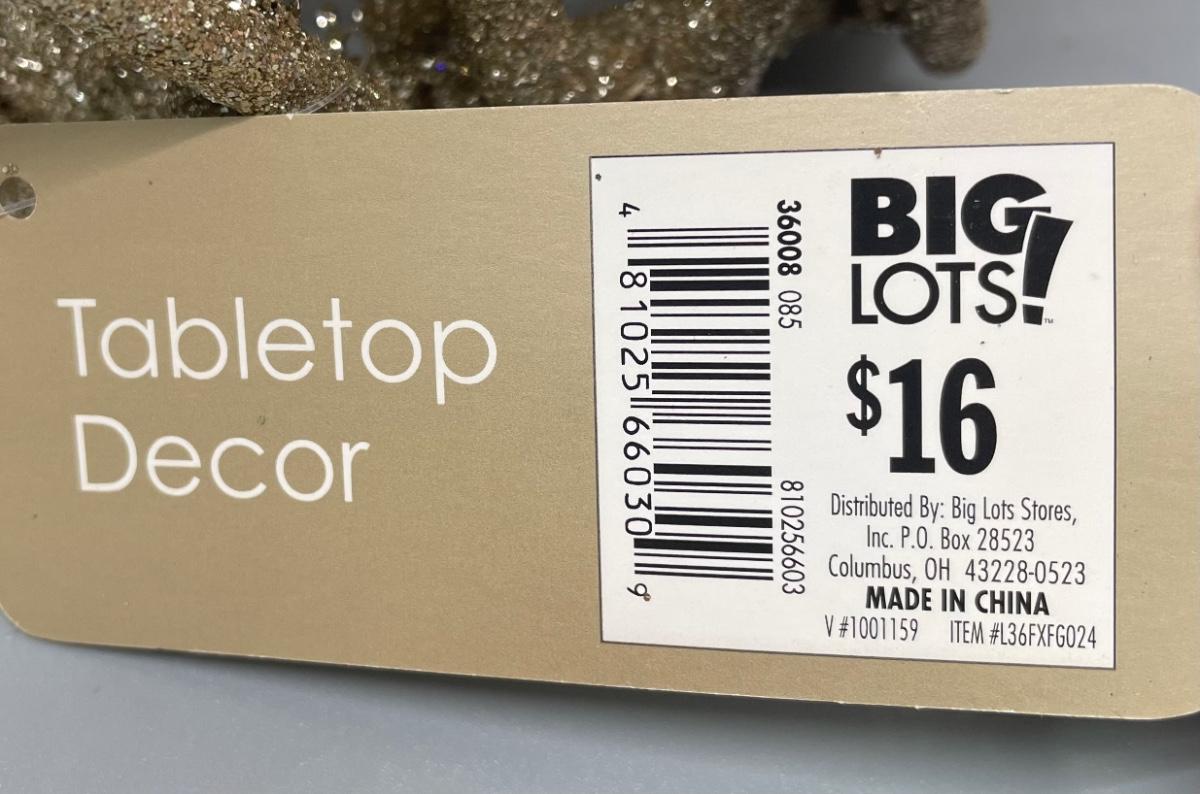 Tabletop
Decor
4 81025 66030 9
36008 085
810256603
BIG
LOTS!™
$16
Distributed By: Big Lots Stores,
Inc. P.O. Box 28523
Columbus, OH 43228-0523
MADE IN CHINA
V #1001159 ITEM #L36FXFG024